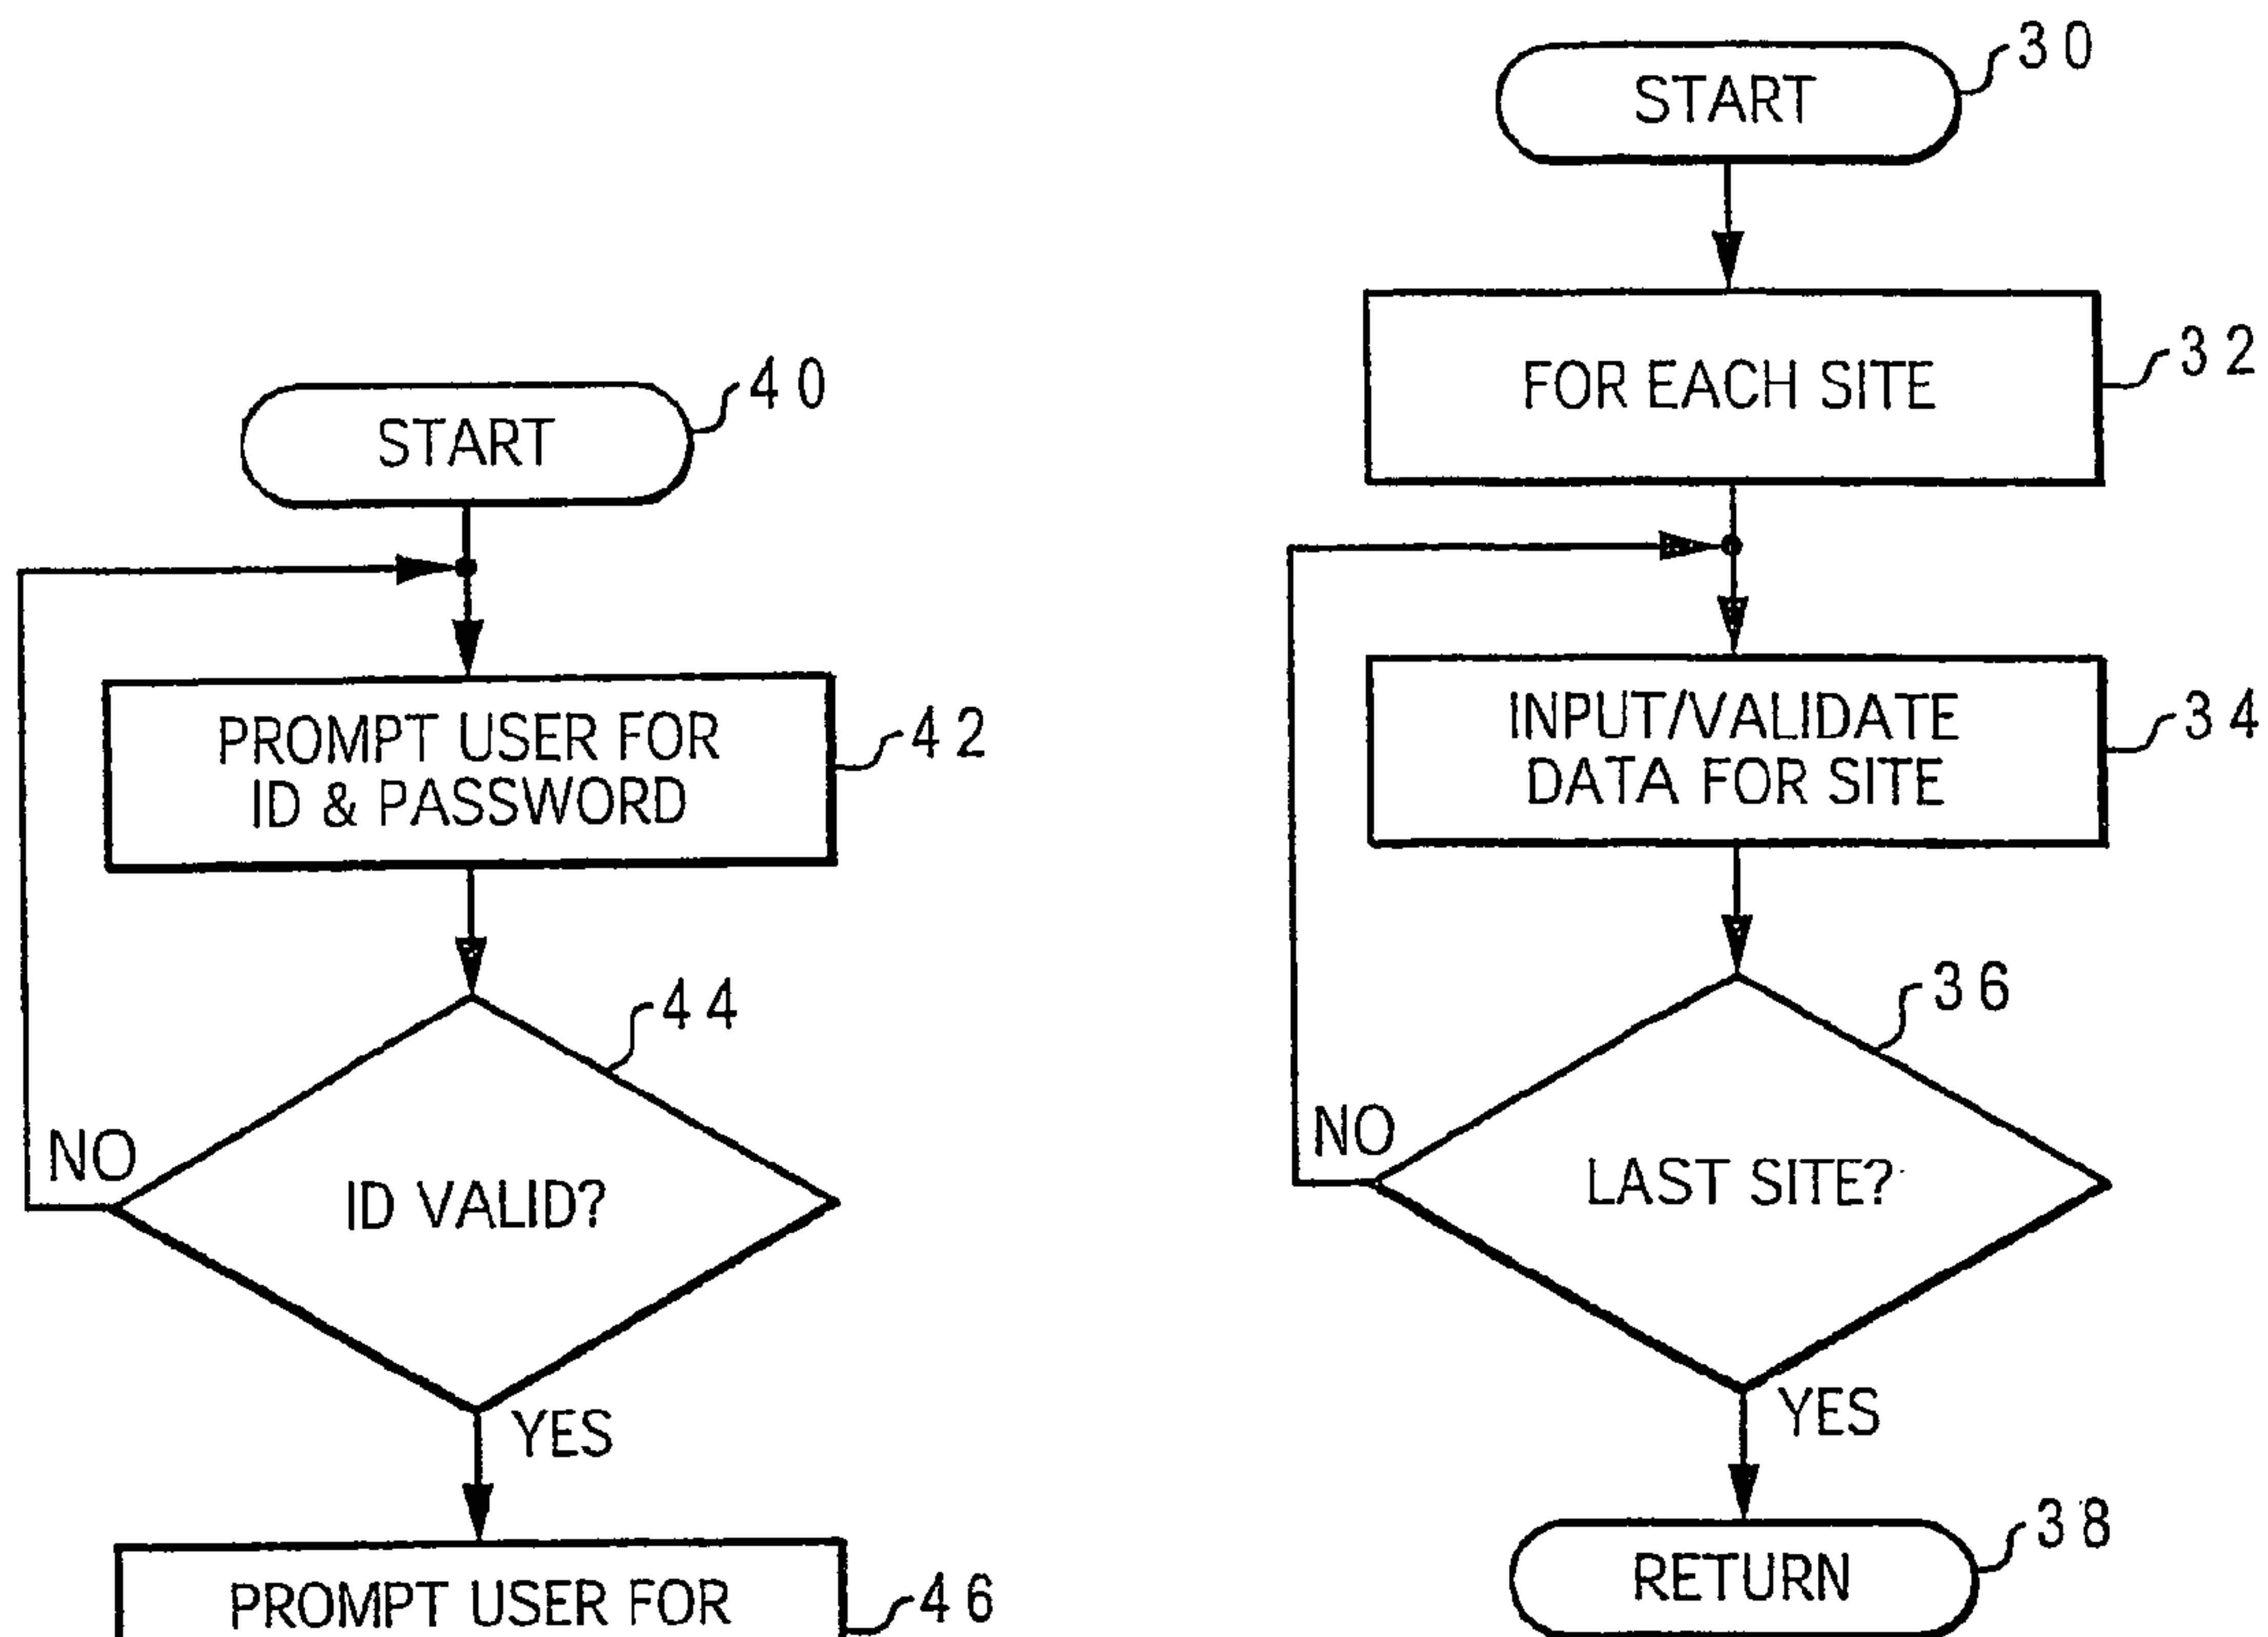 40
START
PROMPT USER FOR
ID & PASSWORD
42
44
NO
ID VALID?
YES
PROMPT USER FOR
46
30
START
FOR EACH SITE
32
INPUT/VALIDATE
DATA FOR SITE
34
36
NO
LAST SITE?
YES
38
RETURN